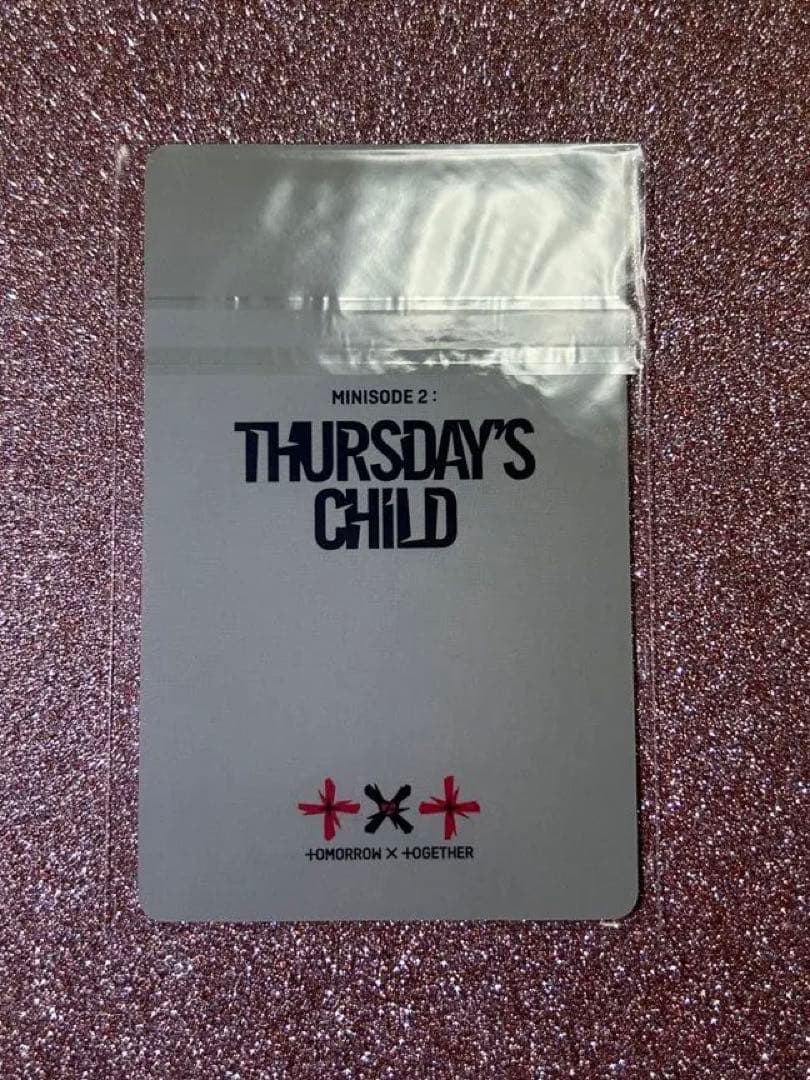 MINISODE 2:
THURSDAY'S
CHILD
+x+
+OMORROW X +OGETHER